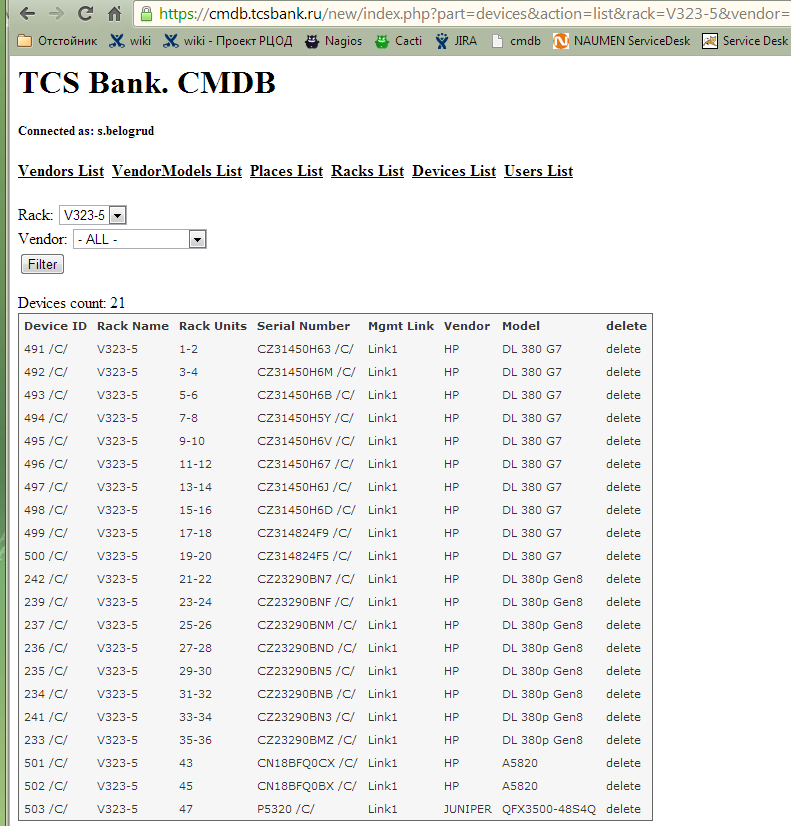 https://cmdb.tcsbank.ru/new/index.php?part=devices&action=list&rack=V323-5&vendor=
Отстойник wiki wiki - Проект РЦОД Nagios Cacti JIRA cmdb NAUMEN ServiceDesk Service Desk
TCS Bank. CMDB
Connected as: s.belogrud
Vendors List VendorModels List Places List Racks List Devices List Users List
Rack: V323-5
Vendor: - ALL -
Filter
Devices count: 21
Device ID Rack Name Rack Units Serial Number Mgmt Link Vendor Model delete
491 /C/ V323-5 1-2 CZ31450H63 /C/ Link1 HP DL 380 G7 delete
492 /C/ V323-5 3-4 CZ31450H6M /C/ Link1 HP DL 380 G7 delete
493 /C/ V323-5 5-6 CZ31450H6B /C/ Link1 HP DL 380 G7 delete
494 /C/ V323-5 7-8 CZ31450H5Y /C/ Link1 HP DL 380 G7 delete
495 /C/ V323-5 9-10 CZ31450H6V /C/ Link1 HP DL 380 G7 delete
496 /C/ V323-5 11-12 CZ31450H67 /C/ Link1 HP DL 380 G7 delete
497 /C/ V323-5 13-14 CZ31450H6J /C/ Link1 HP DL 380 G7 delete
498 /C/ V323-5 15-16 CZ31450H6D /C/ Link1 HP DL 380 G7 delete
499 /C/ V323-5 17-18 CZ314824F9 /C/ Link1 HP DL 380 G7 delete
500 /C/ V323-5 19-20 CZ314824F5 /C/ Link1 HP DL 380 G7 delete
242 /C/ V323-5 21-22 CZ23290BN7 /C/ Link1 HP DL 380p Gen8 delete
239 /C/ V323-5 23-24 CZ23290BNF /C/ Link1 HP DL 380p Gen8 delete
237 /C/ V323-5 25-26 CZ23290BNM /C/ Link1 HP DL 380p Gen8 delete
236 /C/ V323-5 27-28 CZ23290BND /C/ Link1 HP DL 380p Gen8 delete
235 /C/ V323-5 29-30 CZ23290BN5 /C/ Link1 HP DL 380p Gen8 delete
234 /C/ V323-5 31-32 CZ23290BNB /C/ Link1 HP DL 380p Gen8 delete
241 /C/ V323-5 33-34 CZ23290BN3 /C/ Link1 HP DL 380p Gen8 delete
233 /C/ V323-5 35-36 CZ23290BMZ /C/ Link1 HP DL 380p Gen8 delete
501 /C/ V323-5 43 CN18BFQ0CX /C/ Link1 HP A5820 delete
502 /C/ V323-5 45 CN18BFQ0BX /C/ Link1 HP A5820 delete
503 /C/ V323-5 47 P5320 /C/ Link1 JUNIPER QFX3500-48S4Q delete